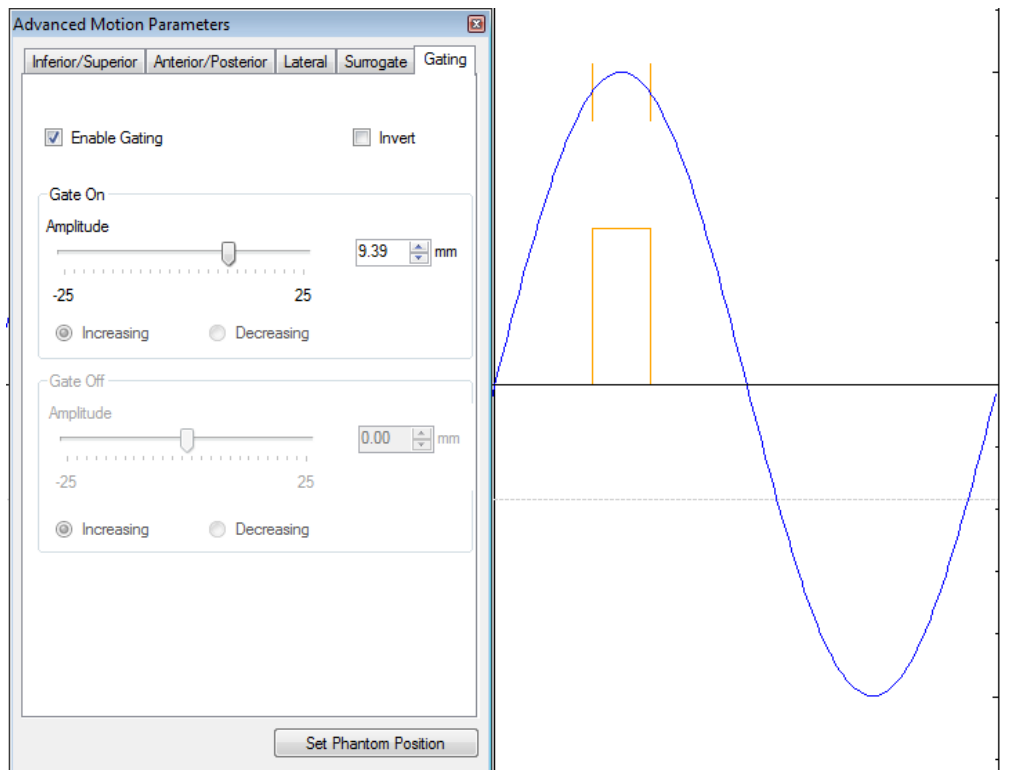 Advanced Motion Parameters
Inferior/Superior Anterior/Posterior Lateral Surrogate Gating
Enable Gating Invert
Gate On
Amplitude
9.39 mm
-25 25
Increasing Decreasing
Gate Off
Amplitude
0.00 mm
-25 25
Increasing Decreasing
Set Phantom Position